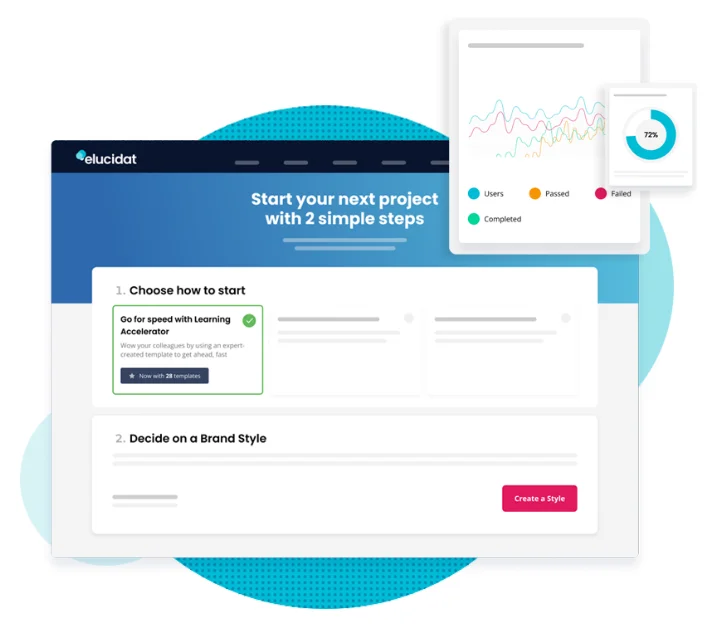 elucidat
Start your next project
with 2 simple steps
72%
Users
Passed
Failed
Completed
1. Choose how to start
Go for speed with Learning
Accelerator
Wow your colleagues by using an expert-
created template to get ahead, fast
Now with 28 templates
2. Decide on a Brand Style
Create a Style